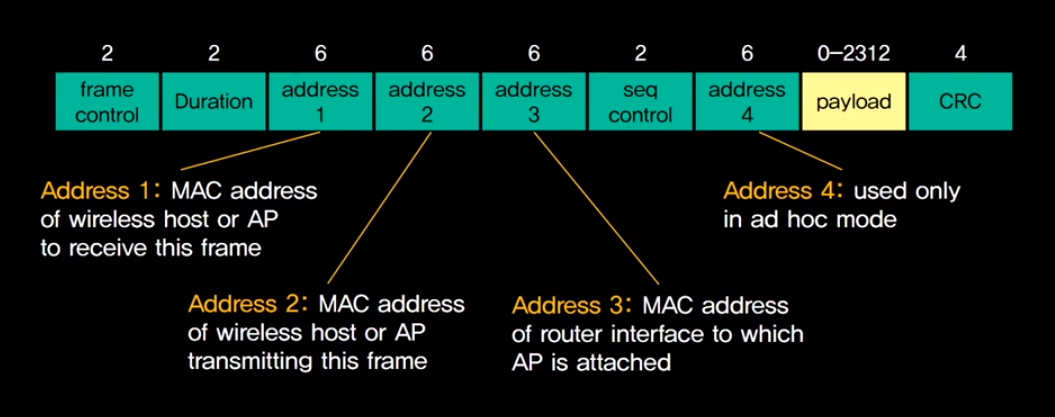 2 2 6 6 6 2 6 0-2312 4
frame
control
Duration
address
1
address
2
address
3
seq
control
address
4
payload
CRC
Address 1: MAC address
of wireless host or AP
to receive this frame
Address 2: MAC address
of wireless host or AP
transmitting this frame
Address 3: MAC address
of router interface to which
AP is attached
Address 4: used only
in ad hoc mode